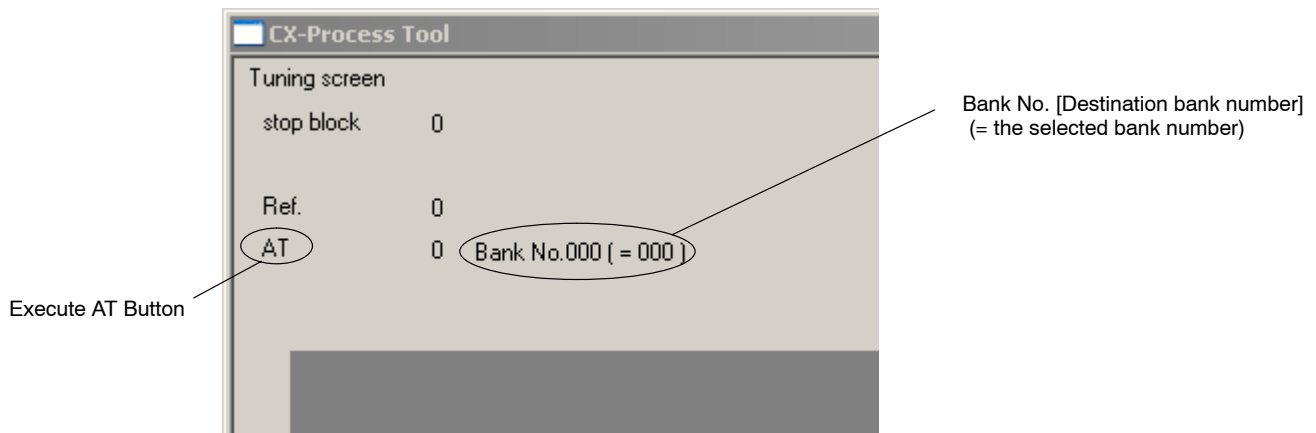 CX-Process Tool
Tuning screen
stop block 0
Bank No. [Destination bank number]
(= the selected bank number)
Ref. 0
AT 0 Bank No.000 ( = 000 )
Execute AT Button